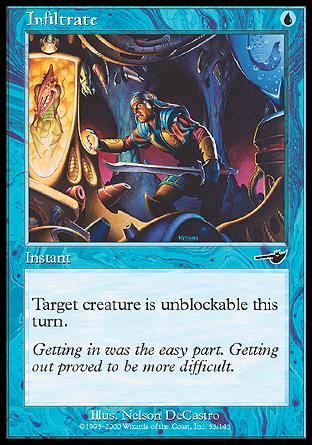 Infiltrate
NELSON
Instant
Target creature is unblockable this
turn.
Getting in was the easy part. Getting
out proved to be more difficult.
Illus. Nelson DeCastro
©1993-2000 Wizards of the Coast, Inc. 33/143